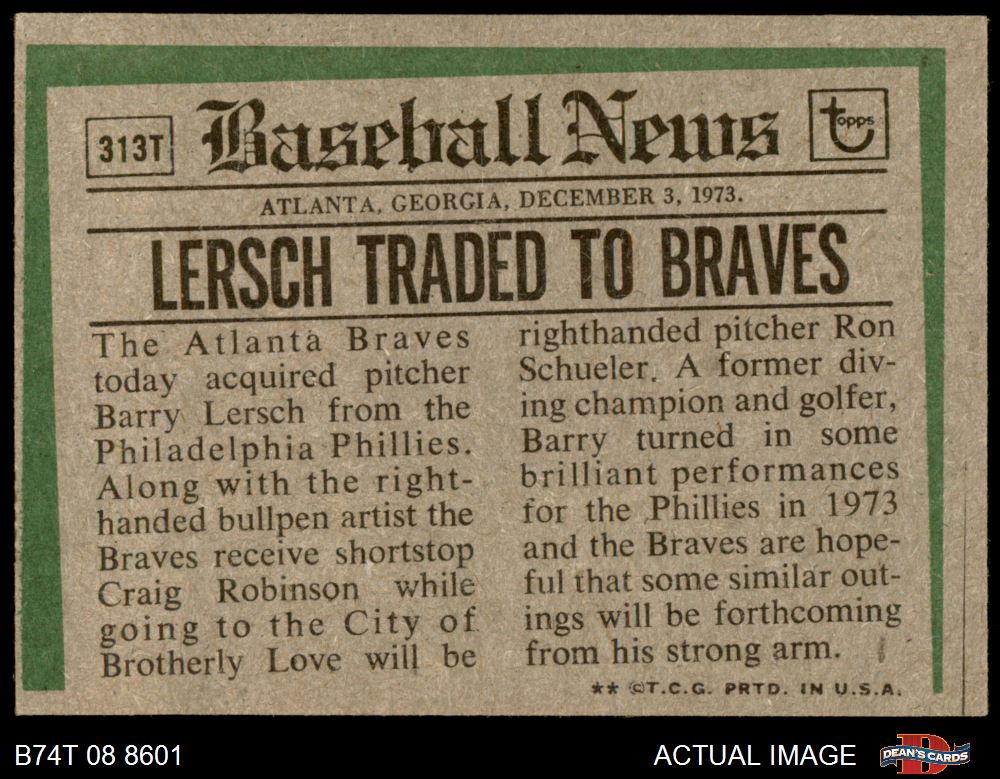 313T
Baseball News
topps
ATLANTA, GEORGIA, DECEMBER 3, 1973.
LERSCH TRADED TO BRAVES
The Atlanta Braves
today acquired pitcher
Barry Lersch from the
Philadelphia Phillies.
Along with the right-
handed bullpen artist the
Braves receive shortstop
Craig Robinson while
going to the City of
Brotherly Love will be
righthanded pitcher Ron
Schueler. A former div-
ing champion and golfer,
Barry turned in some
brilliant performances
for the Phillies in 1973
and the Braves are hope-
ful that some similar out-
ings will be forthcoming
from his strong arm.
** ©T.C.G. PRTD. IN U.S.A.
B74T 08 8601
ACTUAL IMAGE
D
DEAN'S CARDS